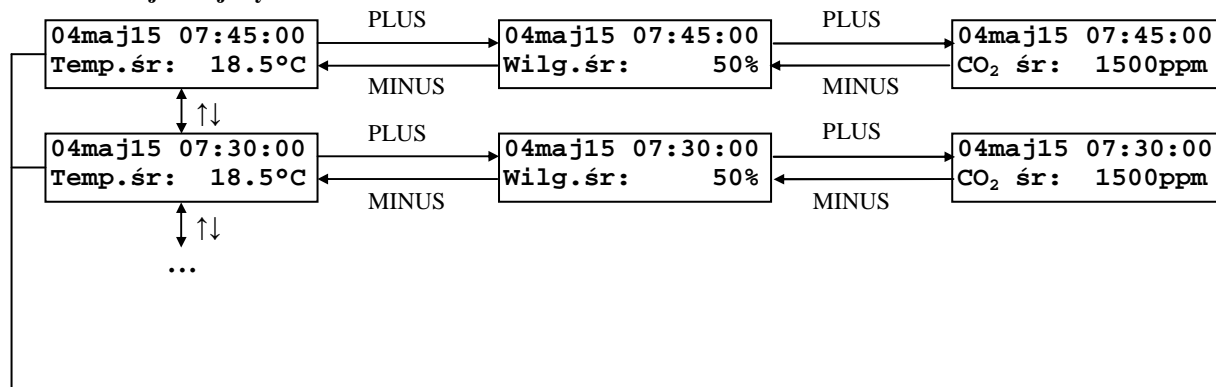 PLUS
PLUS
04maj15 07:45:00
04maj15 07:45:00
04maj15 07:45:00
Temp.śr: 18.5°C
Wilg.śr: 50%
CO₂ śr: 1500ppm
MINUS
MINUS
↑↓
PLUS
PLUS
04maj15 07:30:00
04maj15 07:30:00
04maj15 07:30:00
Temp.śr: 18.5°C
Wilg.śr: 50%
CO₂ śr: 1500ppm
MINUS
MINUS
↑↓
...